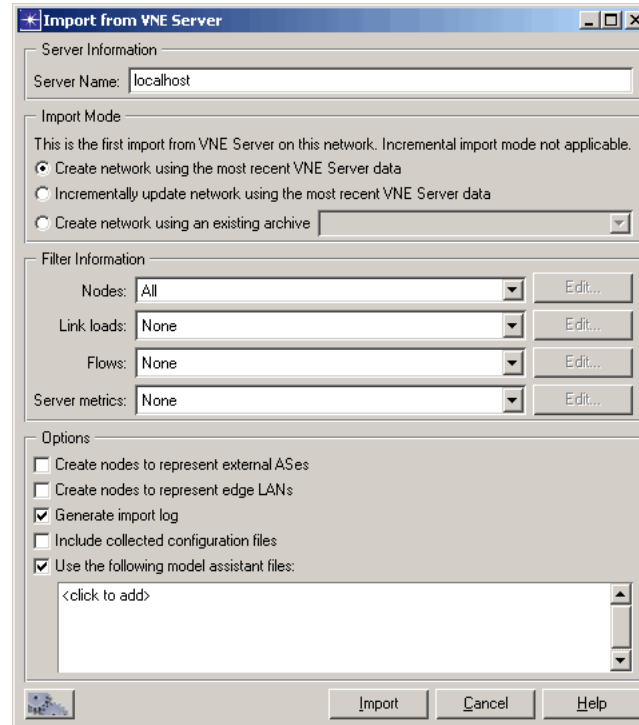 Import from VNE Server
Server Information
Server Name: localhost
Import Mode
This is the first import from VNE Server on this network. Incremental import mode not applicable.
Create network using the most recent VNE Server data
Incrementally update network using the most recent VNE Server data
Create network using an existing archive
Filter Information
Nodes: All Edit...
Link loads: None Edit...
Flows: None Edit...
Server metrics: None Edit...
Options
Create nodes to represent external ASes
Create nodes to represent edge LANs
Generate import log
Include collected configuration files
Use the following model assistant files:
<click to add>
Import Cancel Help